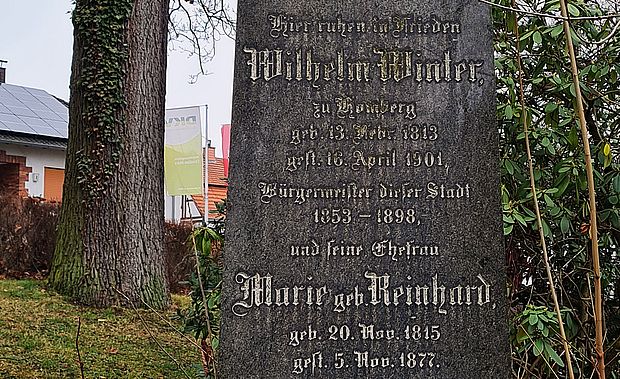 Hier ruhen in Frieden
Wilhelm Winter,
zu Homberg
geb. 13. Febr. 1813
gest. 16. April 1901,
Bürgermeister dieser Stadt
1853 – 1898,
und seine Ehefrau
Marie geb. Reinhard,
geb. 20. Nov. 1815
gest. 5. Nov. 1877.
DKV